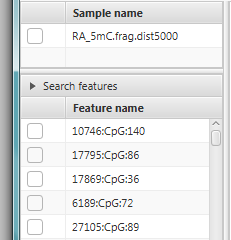 Sample name
RA_5mC.frag.dist5000
Search features
Feature name
10746:CpG:140
17795:CpG:86
17869:CpG:36
6189:CpG:72
27105:CpG:89